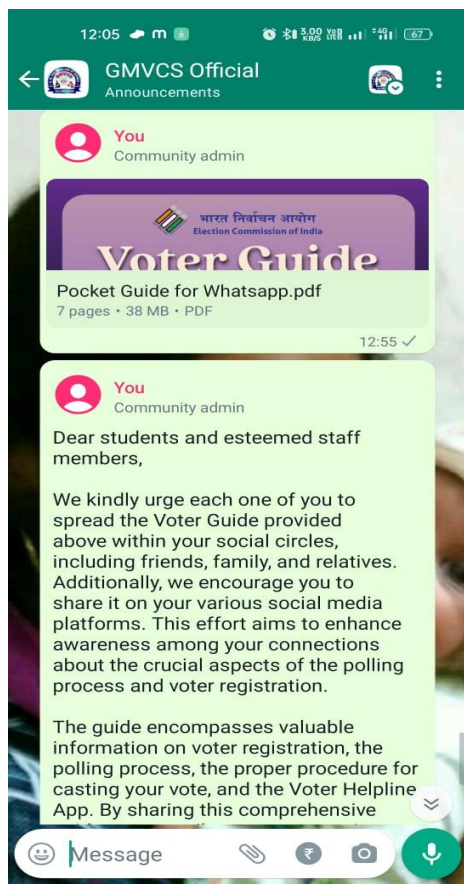 12:05
3.00 KB/S
4G
67
GMVCS Official
Announcements
You
Community admin
भारत निर्वाचन आयोग
Election Commission of India
Voter Guide
Pocket Guide for Whatsapp.pdf
7 pages • 38 MB • PDF
12:55
You
Community admin
Dear students and esteemed staff
members,
We kindly urge each one of you to
spread the Voter Guide provided
above within your social circles,
including friends, family, and relatives.
Additionally, we encourage you to
share it on your various social media
platforms. This effort aims to enhance
awareness among your connections
about the crucial aspects of the polling
process and voter registration.
The guide encompasses valuable
information on voter registration, the
polling process, the proper procedure for
casting your vote, and the Voter Helpline
App. By sharing this comprehensive
Message